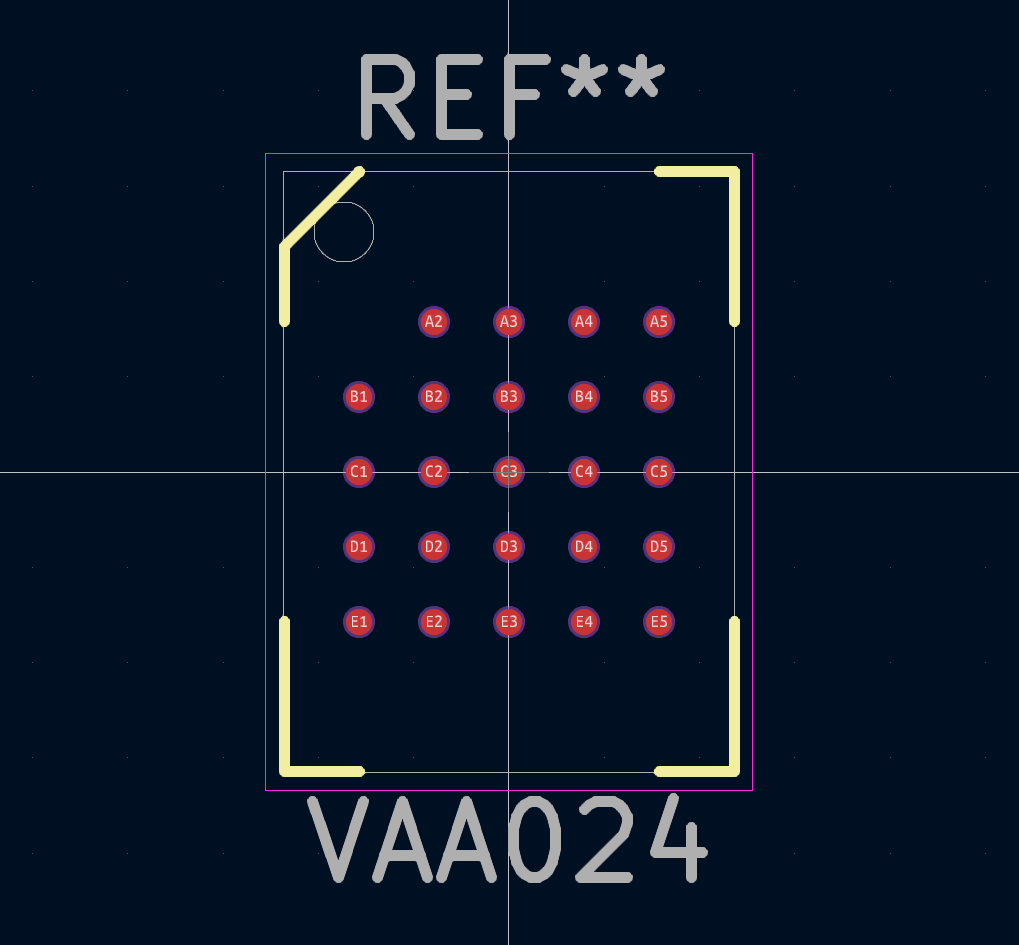 REF**
A2 A3 A4 A5
B1 B2 B3 B4 B5
C1 C2 C3 C4 C5
D1 D2 D3 D4 D5
E1 E2 E3 E4 E5
VAA024